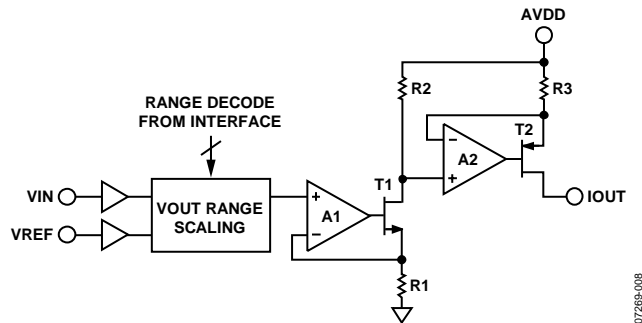 AVDD
R2
R3
RANGE DECODE
FROM INTERFACE
T2
A2
T1
VIN
VOUT RANGE
SCALING
A1
IOUT
VREF
R1
07269-008